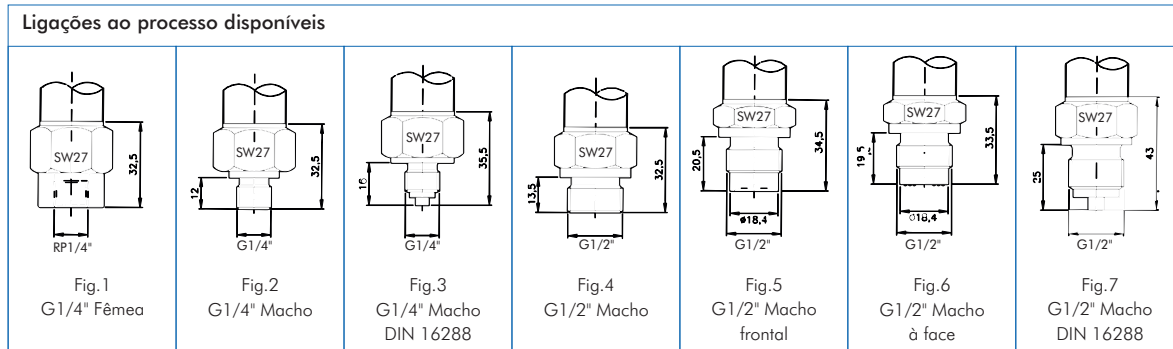 Ligações ao processo disponíveis
SW27
32,5
RP1/4"
Fig.1
G1/4" Fêmea
SW27
12
32,5
G1/4"
Fig.2
G1/4" Macho
SW27
16
35,5
G1/4"
Fig.3
G1/4" Macho
DIN 16288
SW27
13,5
32,5
G1/2"
Fig.4
G1/2" Macho
SW27
20,5
34,5
ø18,4
G1/2"
Fig.5
G1/2" Macho
frontal
SW27
19,5
33,5
ø18,4
G1/2"
Fig.6
G1/2" Macho
à face
SW27
25
43
G1/2"
Fig.7
G1/2" Macho
DIN 16288